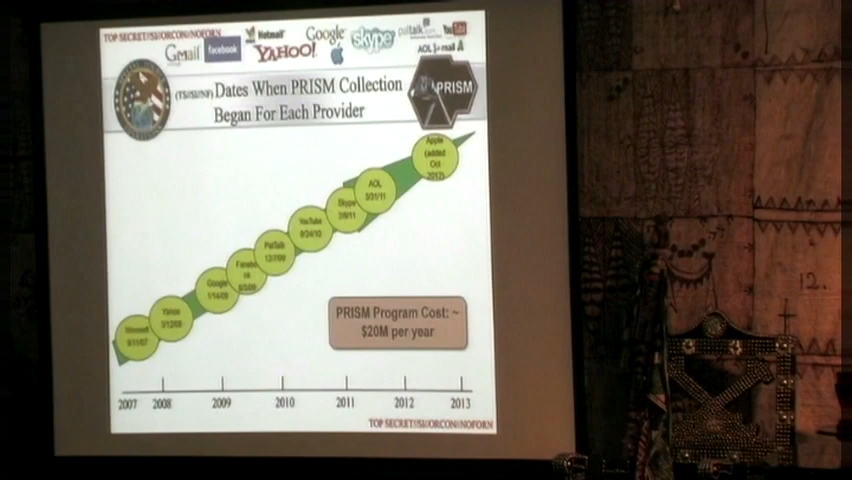 TOP SECRET//SI//ORCON//NOFORN
Hotmail Google skype paltalk.com YouTube
Gmail facebook YAHOO! AOL mail
(TS//SI//NF) Dates When PRISM Collection
Began For Each Provider
PRISM
Apple
(added
Oct
2012)
AOL
3/31/11
Skype
2/6/11
YouTube
9/24/10
PalTalk
12/7/09
Facebo
ok
6/3/09
Google
1/14/09
Yahoo
3/12/08
Microsoft
9/11/07
PRISM Program Cost: ~
$20M per year
2007 2008 2009 2010 2011 2012 2013
TOP SECRET//SI//ORCON//NOFORN
12.